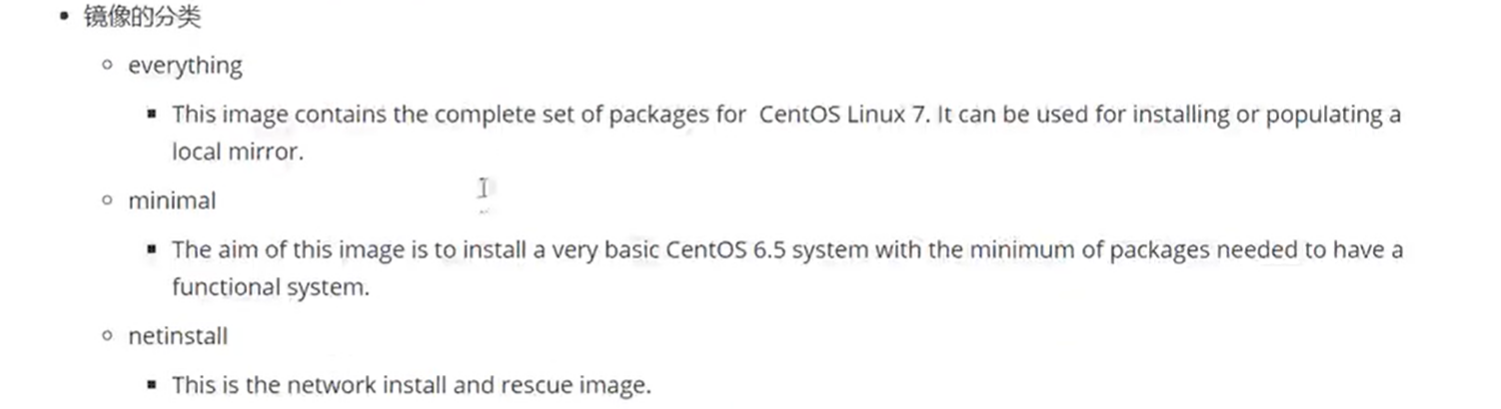 镜像的分类
everything
This image contains the complete set of packages for CentOS Linux 7. It can be used for installing or populating a
local mirror.
minimal
The aim of this image is to install a very basic CentOS 6.5 system with the minimum of packages needed to have a
functional system.
netinstall
This is the network install and rescue image.